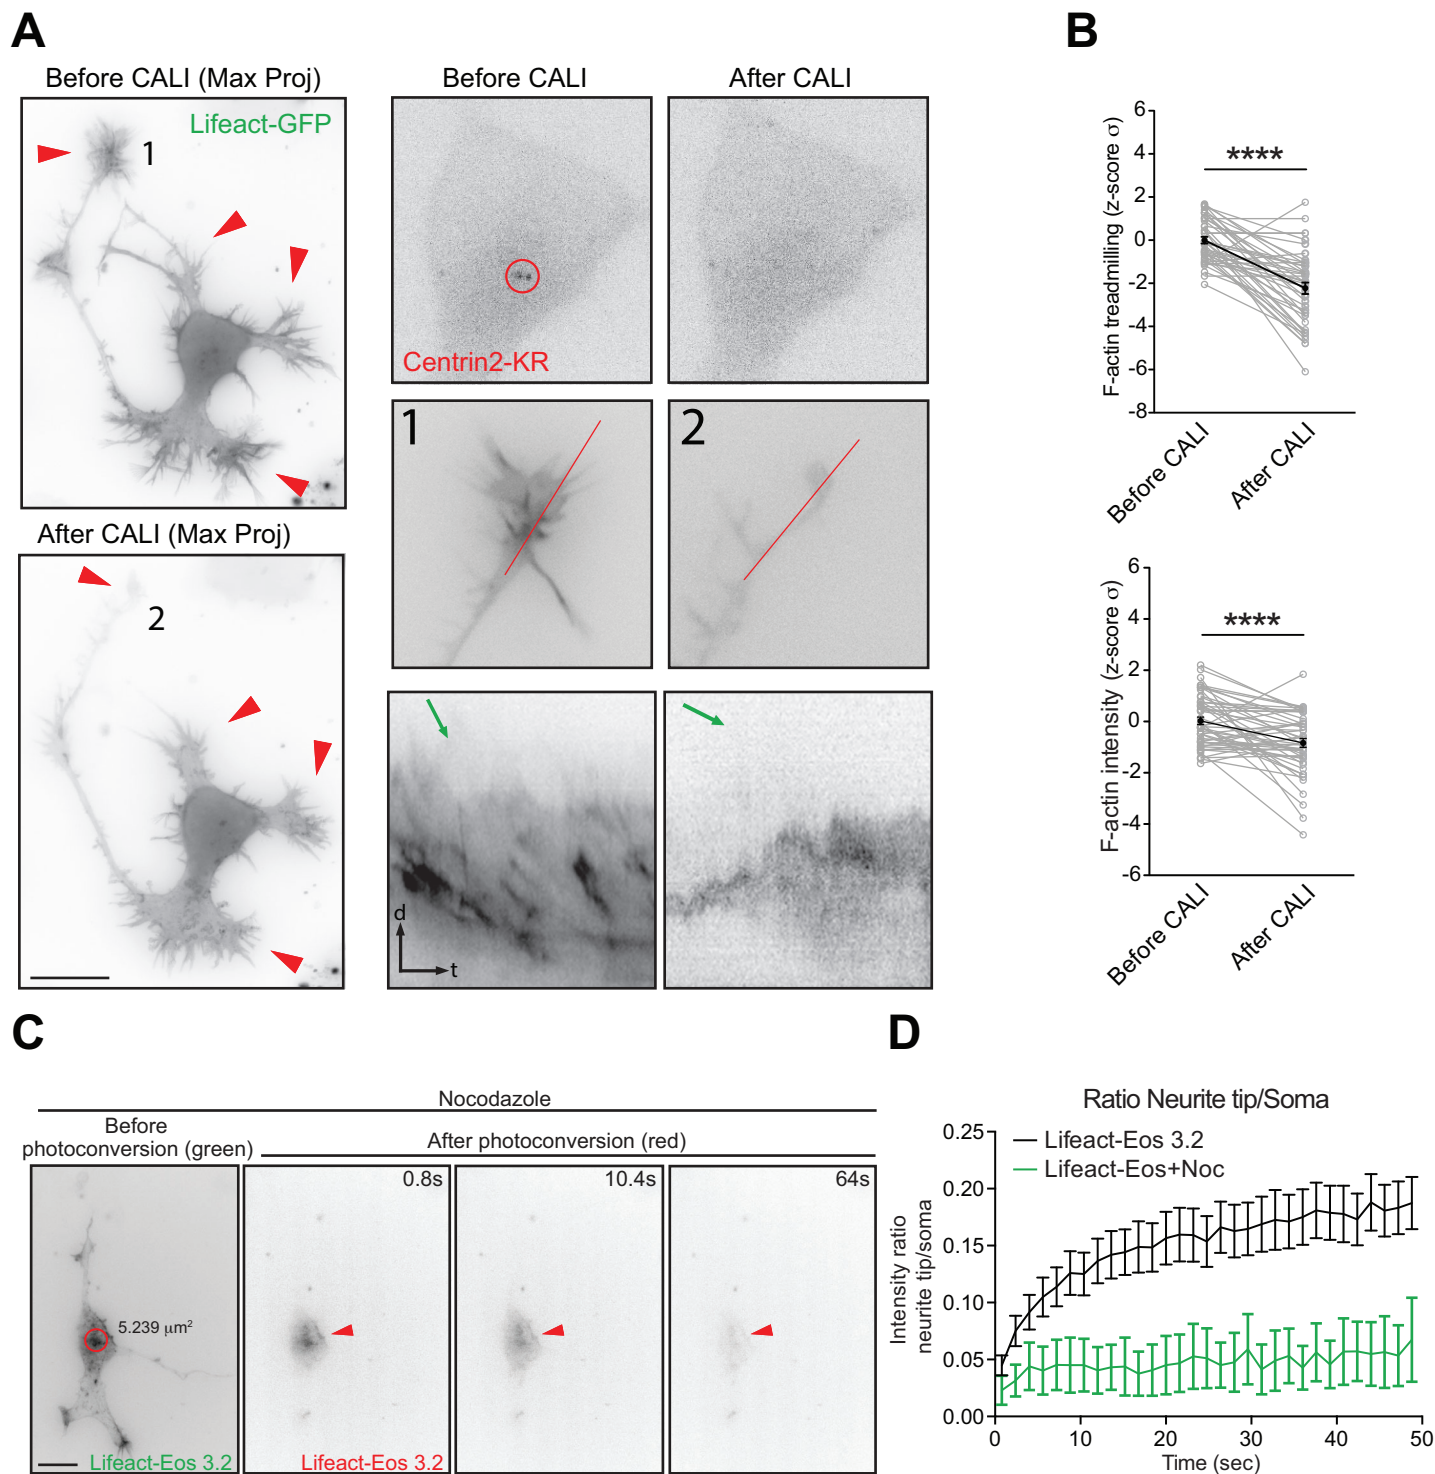 A
Before CALI (Max Proj)
Lifeact-GFP
1
After CALI (Max Proj)
2
Before CALI
After CALI
Centrin2-KR
1
2
d
t
B
F-actin treadmilling (z-score σ)
6
4
2
0
-2
-4
-6
-8
****
Before CALI
After CALI
F-actin intensity (z-score σ)
6
4
2
0
-2
-4
-6
****
Before CALI
After CALI
C
Nocodazole
Before
photoconversion (green)
After photoconversion (red)
5.239 μm²
Lifeact-Eos 3.2
0.8s
Lifeact-Eos 3.2
10.4s
64s
D
Ratio Neurite tip/Soma
Lifeact-Eos 3.2
Lifeact-Eos+Noc
Intensity ratio
neurite tip/soma
0.25
0.20
0.15
0.10
0.05
0.00
0 10 20 30 40 50
Time (sec)